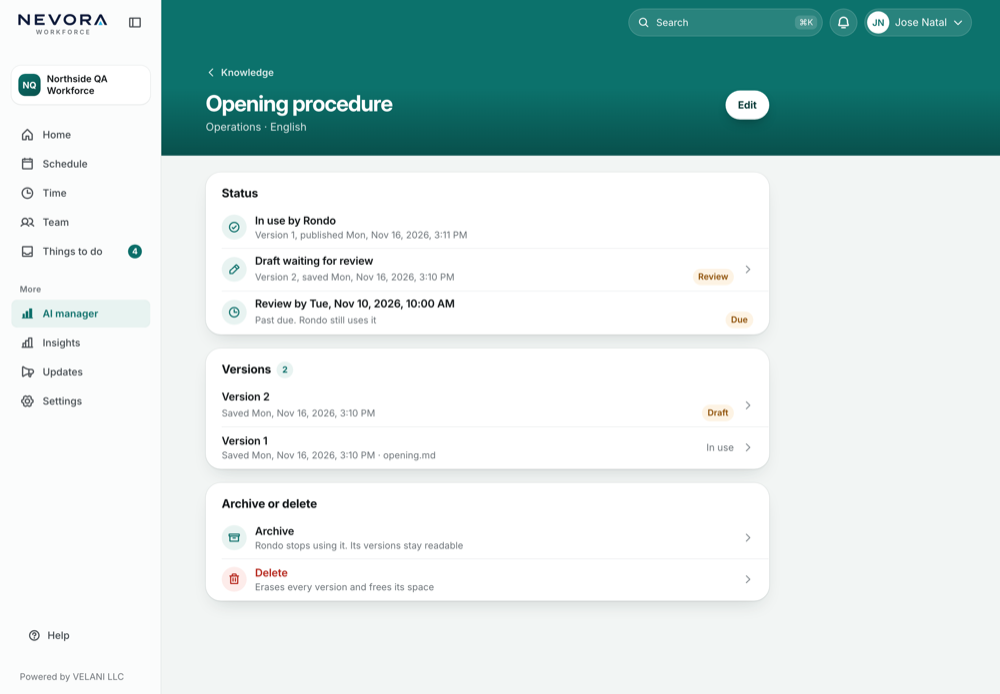 NEVORA
WORKFORCE
Search
⌘K
JN
Jose Natal
NQ
Northside QA
Workforce
Home
Schedule
Time
Team
Things to do
4
More
AI manager
Insights
Updates
Settings
Help
Powered by VELANI LLC
Knowledge
Opening procedure
Operations · English
Edit
Status
In use by Rondo
Version 1, published Mon, Nov 16, 2026, 3:11 PM
Draft waiting for review
Version 2, saved Mon, Nov 16, 2026, 3:10 PM
Review
Review by Tue, Nov 10, 2026, 10:00 AM
Past due. Rondo still uses it
Due
Versions
2
Version 2
Saved Mon, Nov 16, 2026, 3:10 PM
Draft
Version 1
Saved Mon, Nov 16, 2026, 3:10 PM · opening.md
In use
Archive or delete
Archive
Rondo stops using it. Its versions stay readable
Delete
Erases every version and frees its space